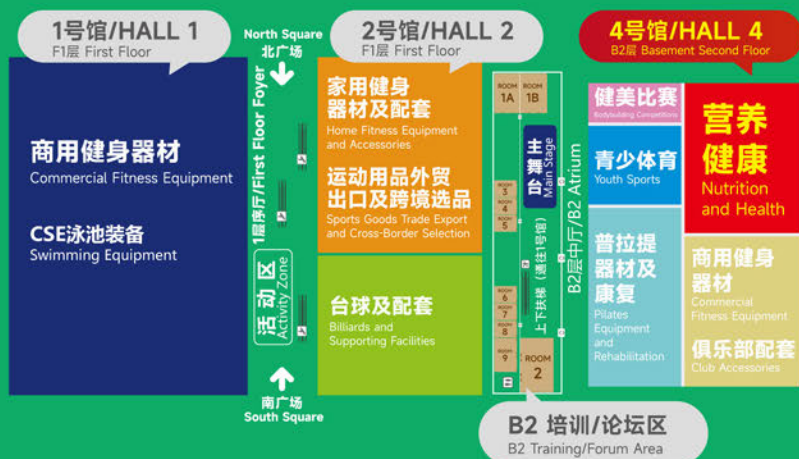 1号馆/HALL 1
F1层 First Floor
商用健身器材
Commercial Fitness Equipment
CSE泳池装备
Swimming Equipment
North Square
北广场
1层序厅/First Floor Foyer
活动区
Activity Zone
南广场
South Square
2号馆/HALL 2
F1层 First Floor
家用健身
器材及配套
Home Fitness Equipment
and Accessories
运动用品外贸
出口及跨境选品
Sports Goods Trade Export
and Cross-Border Selection
台球及配套
Billiards and
Supporting Facilities
ROOM
1A
ROOM
1B
主舞台
Main Stage
ROOM
3
ROOM
4
ROOM
5
上下扶梯（通往1号馆）
ROOM
6
ROOM
7
ROOM
8
ROOM
9
ROOM
2
B2层中厅/B2 Atrium
B2 培训/论坛区
B2 Training/Forum Area
4号馆/HALL 4
B2层 Basement Second Floor
健美比赛
Bodybuilding Competitions
青少体育
Youth Sports
普拉提
器材及
康复
Pilates
Equipment
and
Rehabilitation
营养
健康
Nutrition
and Health
商用健身
器材
Commercial
Fitness Equipment
俱乐部配套
Club Accessories